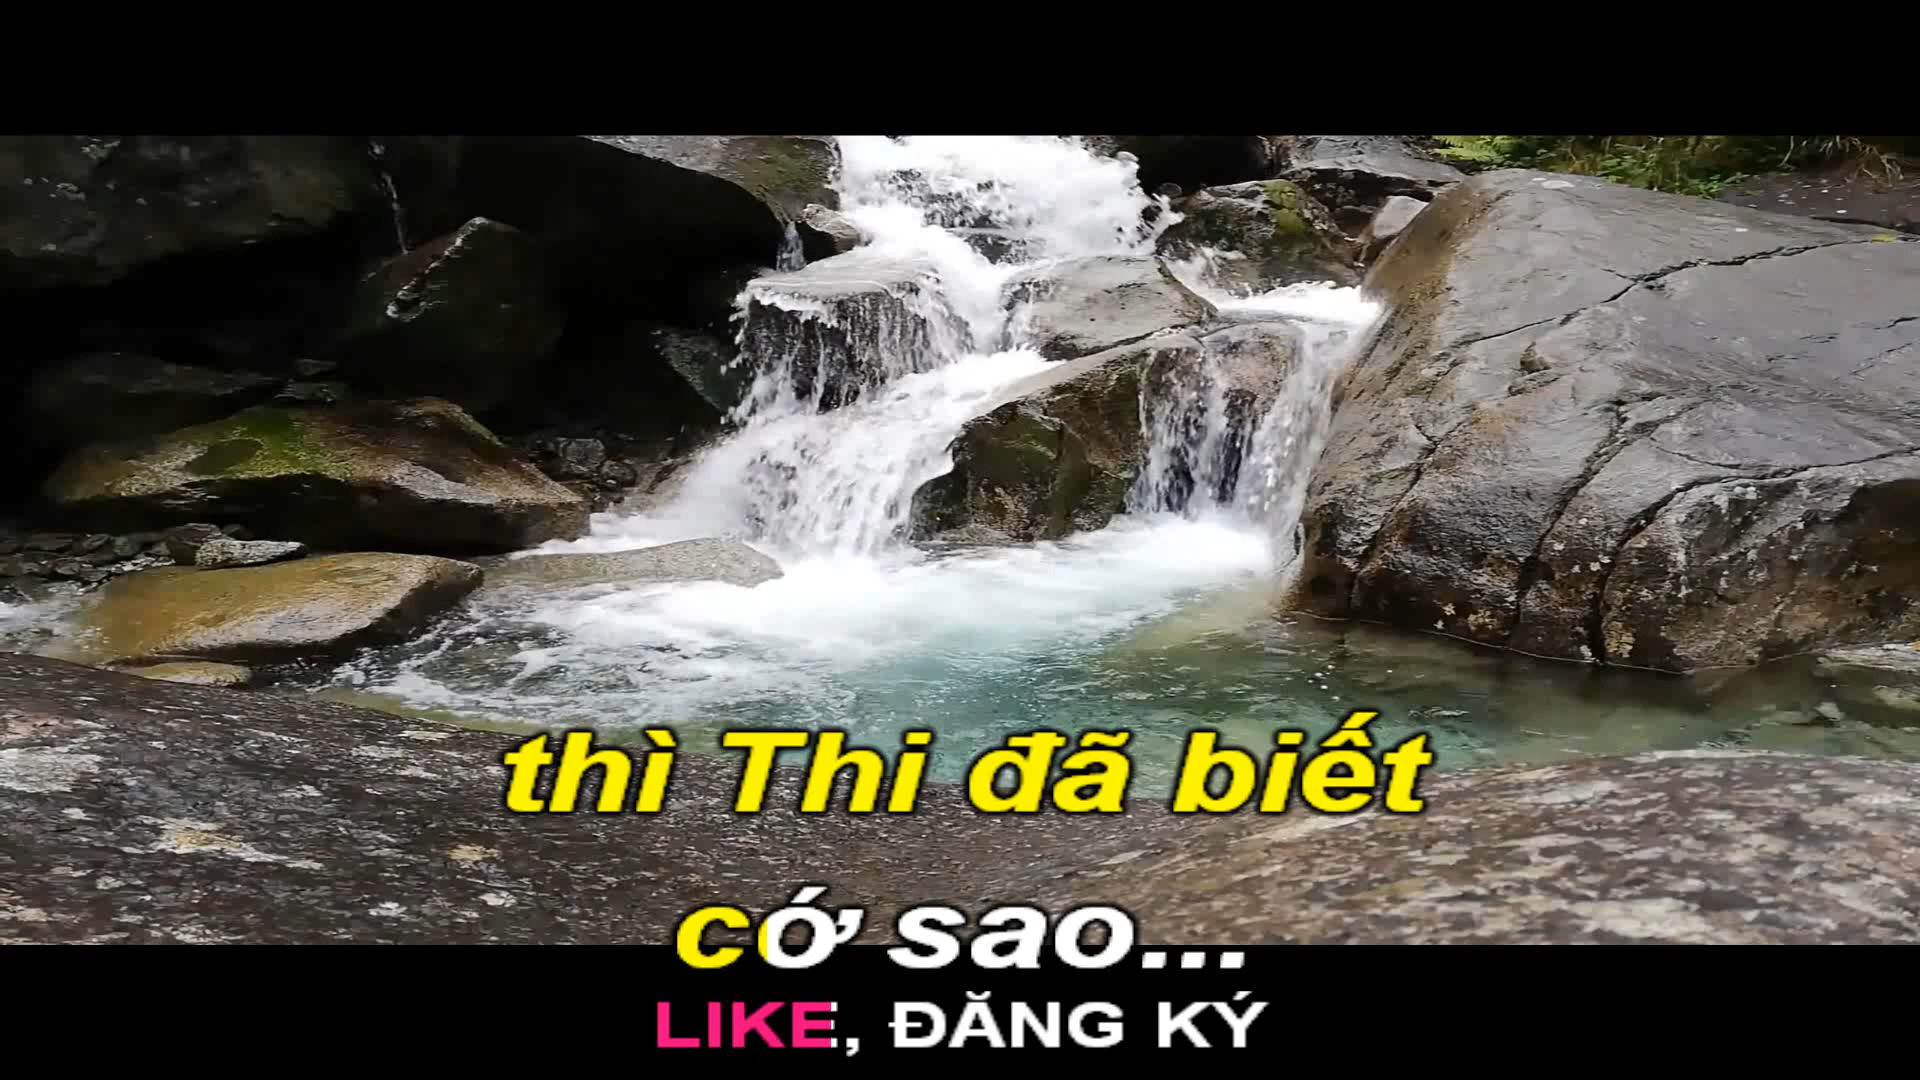 thì Thi đã biết
cớ sao...
LIKE, ĐĂNG KÝ